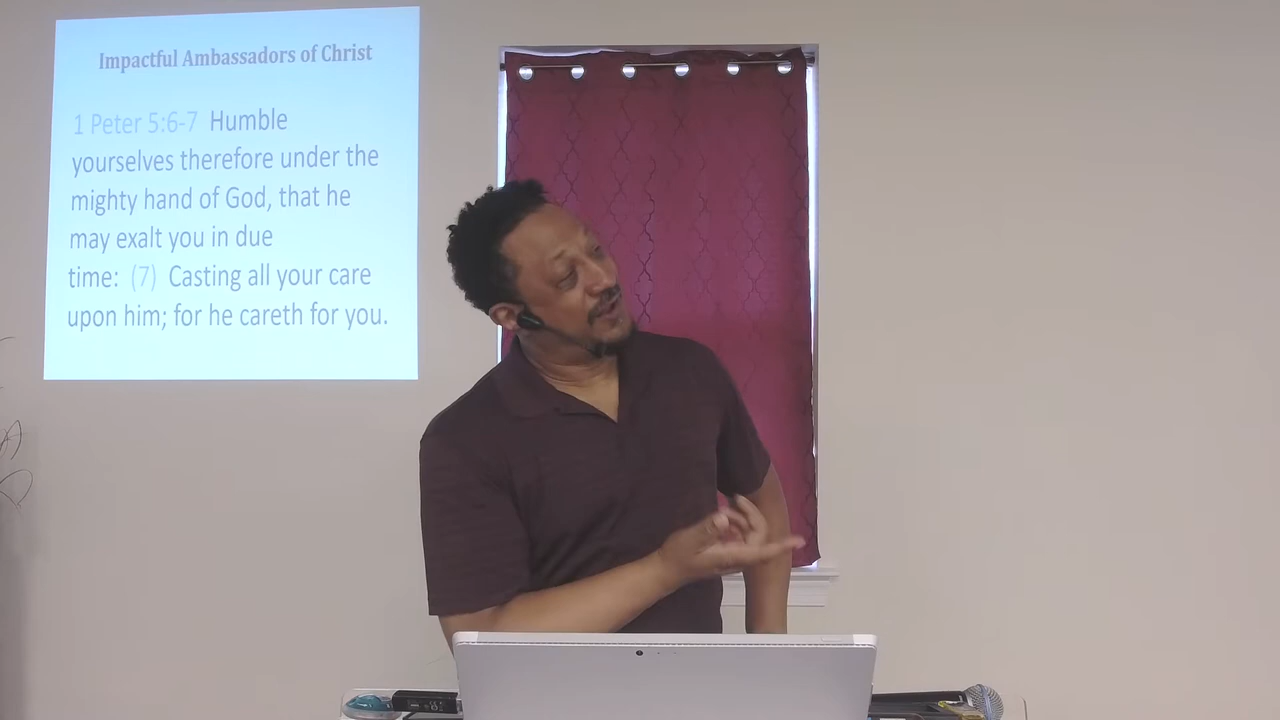 Impactful Ambassadors of Christ
1 Peter 5:6-7 Humble
yourselves therefore under the
mighty hand of God, that he
may exalt you in due
time: (7) Casting all your care
upon him; for he careth for you.